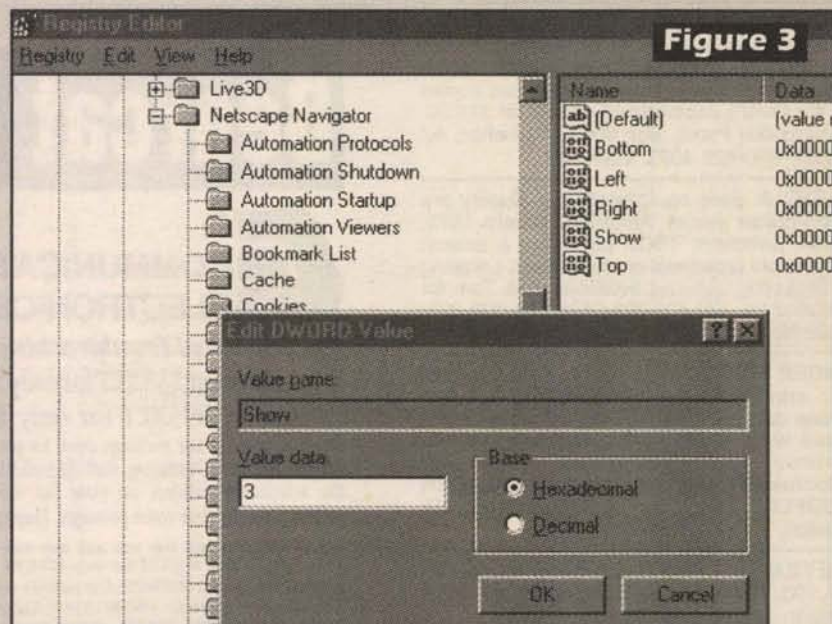 Registry Editor
Registry Edit View Help
Figure 3
Live3D
Netscape Navigator
Automation Protocols
Automation Shutdown
Automation Startup
Automation Viewers
Bookmark List
Cache
Cookies
Name Data
(Default) (value
Bottom 0x0000
Left 0x0000
Right 0x0000
Show 0x0000
Top 0x0000
Edit DWORD Value
Value name:
Show
Value data:
3
Base
Hexadecimal
Decimal
OK Cancel